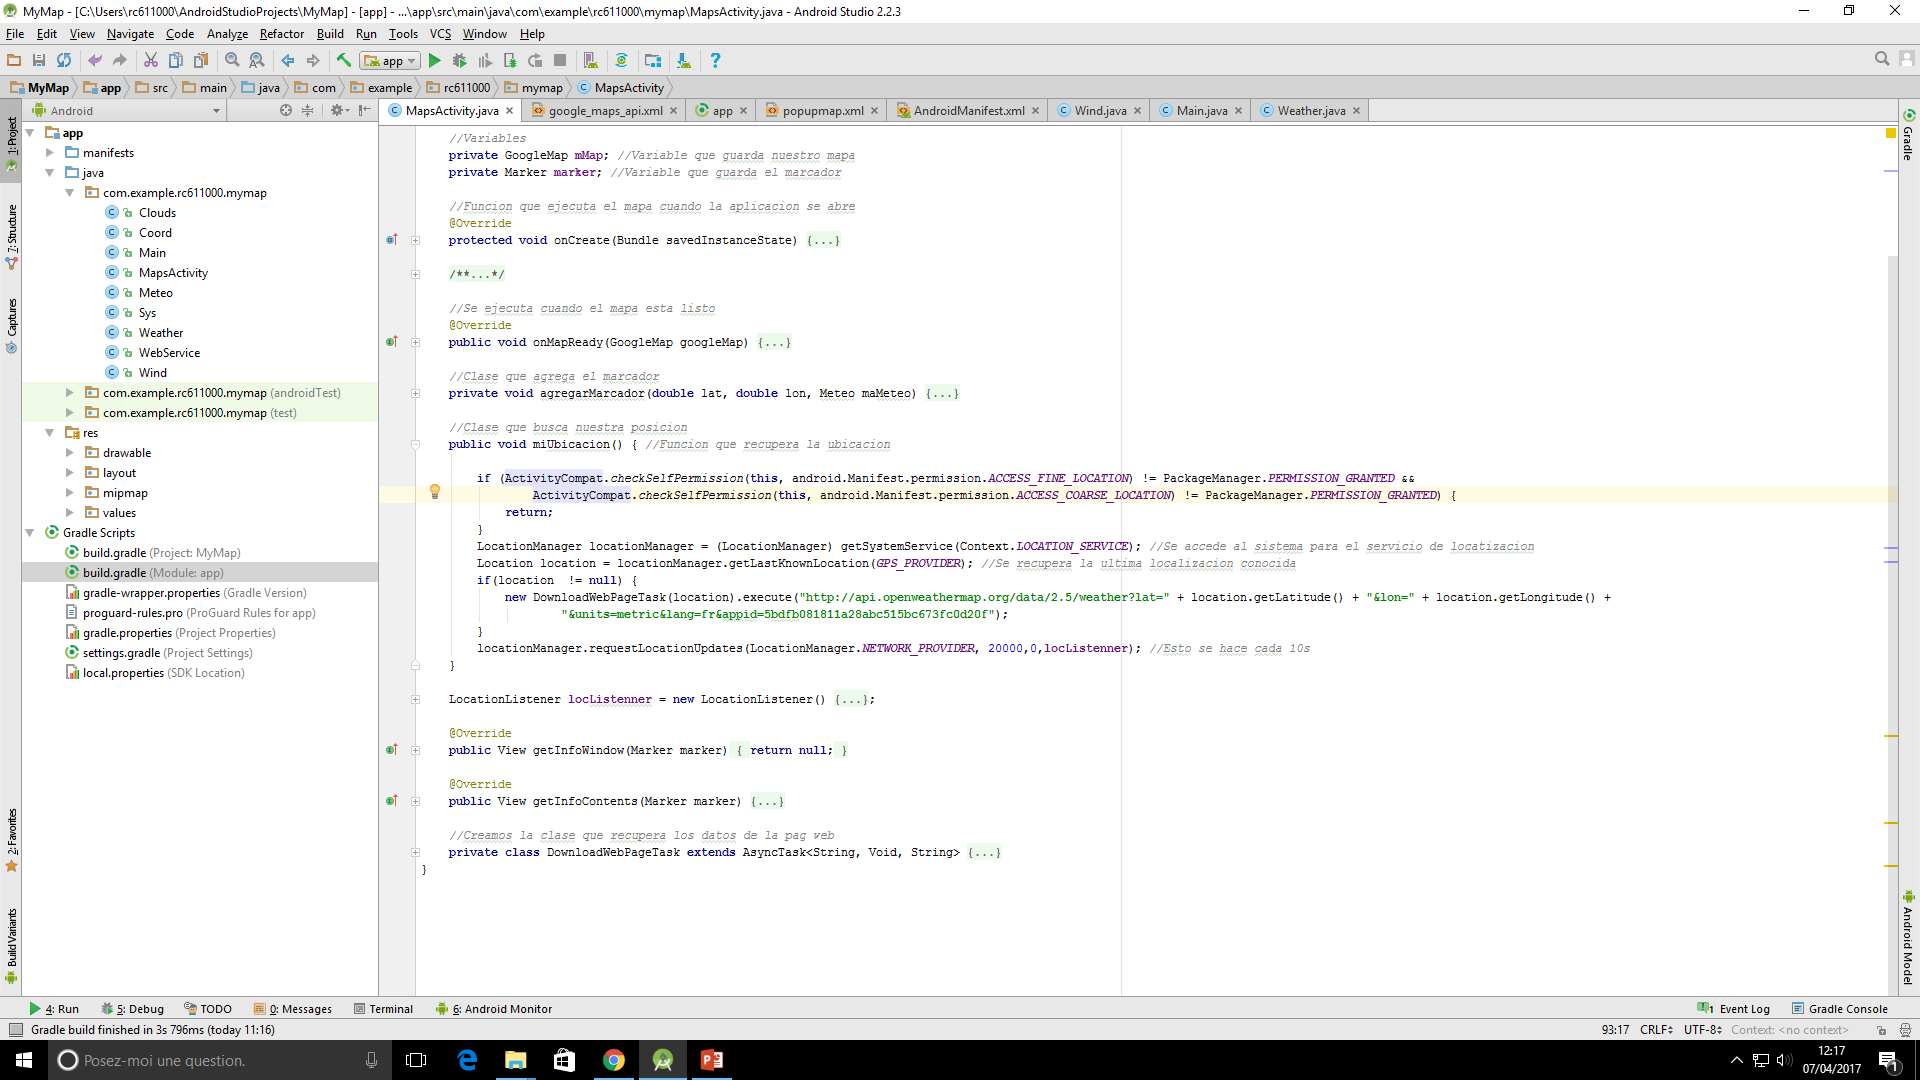 MyMap - [C:\Users\rc611000\AndroidStudioProjects\MyMap] - [app] - ...\app\src\main\java\com\example\rc611000\mymap\MapsActivity.java - Android Studio 2.2.3
File Edit View Navigate Code Analyze Refactor Build Run Tools VCS Window Help
app
MyMap app src main java com example rc611000 mymap MapsActivity
Android
MapsActivity.java google_maps_api.xml app popupmap.xml AndroidManifest.xml Wind.java Main.java Weather.java
1: Project
7: Structure
Captures
2: Favorites
Build Variants
app
manifests
java
com.example.rc611000.mymap
Clouds
Coord
Main
MapsActivity
Meteo
Sys
Weather
WebService
Wind
com.example.rc611000.mymap (androidTest)
com.example.rc611000.mymap (test)
res
drawable
layout
mipmap
values
Gradle Scripts
build.gradle (Project: MyMap)
build.gradle (Module: app)
gradle-wrapper.properties (Gradle Version)
proguard-rules.pro (ProGuard Rules for app)
gradle.properties (Project Properties)
settings.gradle (Project Settings)
local.properties (SDK Location)
//Variables
private GoogleMap mMap; //Variable que guarda nuestro mapa
private Marker marker; //Variable que guarda el marcador
//Funcion que ejecuta el mapa cuando la aplicacion se abre
@Override
protected void onCreate(Bundle savedInstanceState) {...}
/**...*/
//Se ejecuta cuando el mapa esta listo
@Override
public void onMapReady(GoogleMap googleMap) {...}
//Clase que agrega el marcador
private void agregarMarcador(double lat, double lon, Meteo maMeteo) {...}
//Clase que busca nuestra posicion
public void miUbicacion() { //Funcion que recupera la ubicacion
if (ActivityCompat.checkSelfPermission(this, android.Manifest.permission.ACCESS_FINE_LOCATION) != PackageManager.PERMISSION_GRANTED &&
ActivityCompat.checkSelfPermission(this, android.Manifest.permission.ACCESS_COARSE_LOCATION) != PackageManager.PERMISSION_GRANTED) {
return;
}
LocationManager locationManager = (LocationManager) getSystemService(Context.LOCATION_SERVICE); //Se accede al sistema para el servicio de locatizacion
Location location = locationManager.getLastKnownLocation(GPS_PROVIDER); //Se recupera la ultima localizacion conocida
if(location  != null) {
new DownloadWebPageTask(location).execute("http://api.openweathermap.org/data/2.5/weather?lat=" + location.getLatitude() + "&lon=" + location.getLongitude() +
"&units=metric&lang=fr&appid=5bdfb081811a28abc515bc673fc0d20f");
}
locationManager.requestLocationUpdates(LocationManager.NETWORK_PROVIDER, 20000,0,locListenner); //Esto se hace cada 10s
}
LocationListener locListenner = new LocationListener() {...};
@Override
public View getInfoWindow(Marker marker) { return null; }
@Override
public View getInfoContents(Marker marker) {...}
//Creamos la clase que recupera los datos de la pag web
private class DownloadWebPageTask extends AsyncTask<String, Void, String> {...}
}
Gradle
Android Model
4: Run 5: Debug TODO 0: Messages Terminal 6: Android Monitor 1 Event Log Gradle Console
Gradle build finished in 3s 796ms (today 11:16) 93:17 CRLF UTF-8 Context: <no context>
Posez-moi une question.
12:17
07/04/2017
1